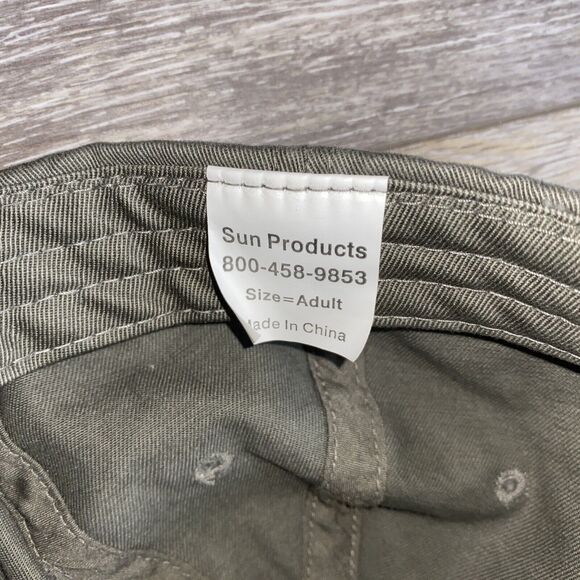 Sun Products
800-458-9853
Size=Adult
Made In China